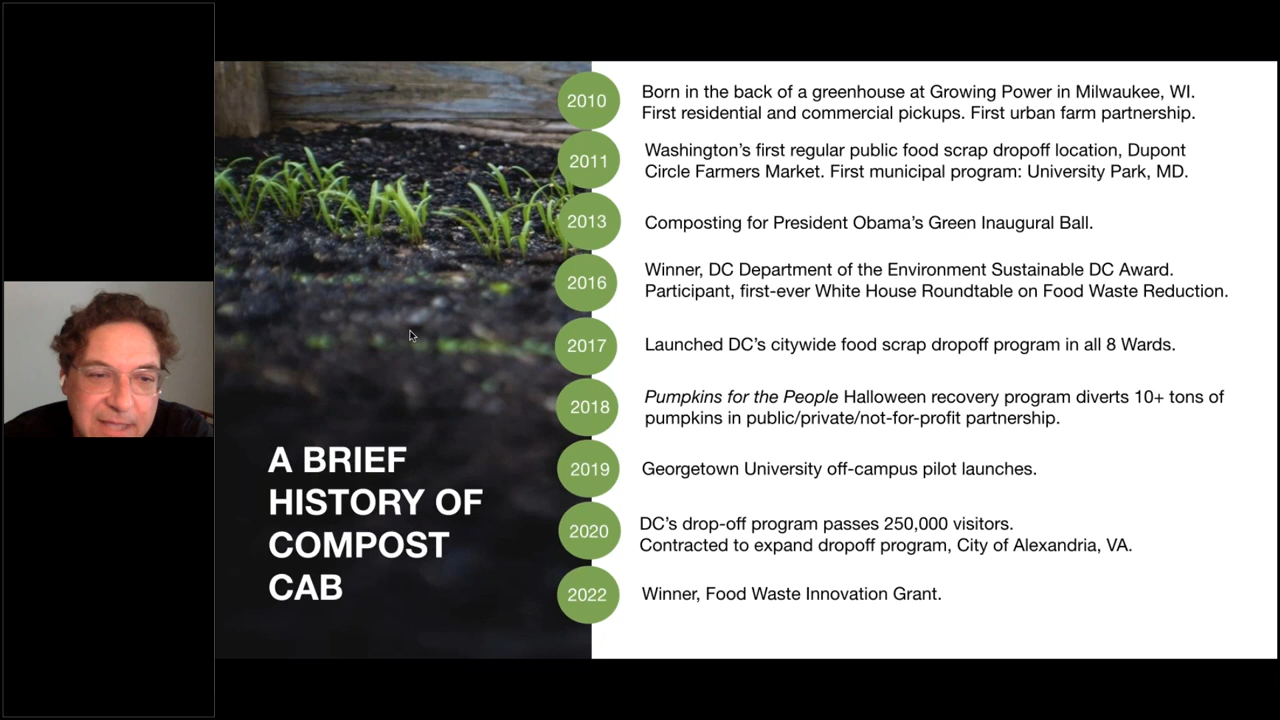 A BRIEF
HISTORY OF
COMPOST
CAB
2010
Born in the back of a greenhouse at Growing Power in Milwaukee, WI.
First residential and commercial pickups. First urban farm partnership.
2011
Washington’s first regular public food scrap dropoff location, Dupont
Circle Farmers Market. First municipal program: University Park, MD.
2013
Composting for President Obama’s Green Inaugural Ball.
2016
Winner, DC Department of the Environment Sustainable DC Award.
Participant, first-ever White House Roundtable on Food Waste Reduction.
2017
Launched DC’s citywide food scrap dropoff program in all 8 Wards.
2018
Pumpkins for the People Halloween recovery program diverts 10+ tons of
pumpkins in public/private/not-for-profit partnership.
2019
Georgetown University off-campus pilot launches.
2020
DC’s drop-off program passes 250,000 visitors.
Contracted to expand dropoff program, City of Alexandria, VA.
2022
Winner, Food Waste Innovation Grant.